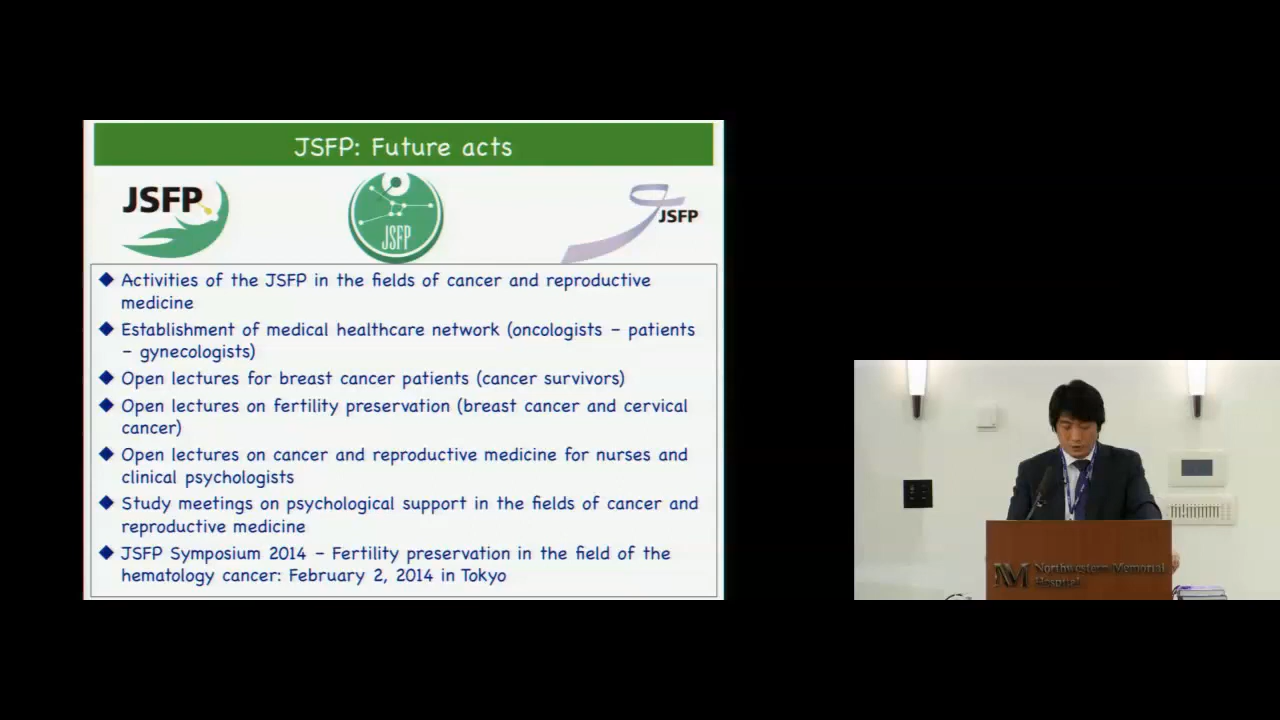 JSFP: Future acts
JSFP
JSFP
JSFP
◆ Activities of the JSFP in the fields of cancer and reproductive
medicine
◆ Establishment of medical healthcare network (oncologists – patients
– gynecologists)
◆ Open lectures for breast cancer patients (cancer survivors)
◆ Open lectures on fertility preservation (breast cancer and cervical
cancer)
◆ Open lectures on cancer and reproductive medicine for nurses and
clinical psychologists
◆ Study meetings on psychological support in the fields of cancer and
reproductive medicine
◆ JSFP Symposium 2014 – Fertility preservation in the field of the
hematology cancer: February 2, 2014 in Tokyo
Northwestern Memorial
Hospital